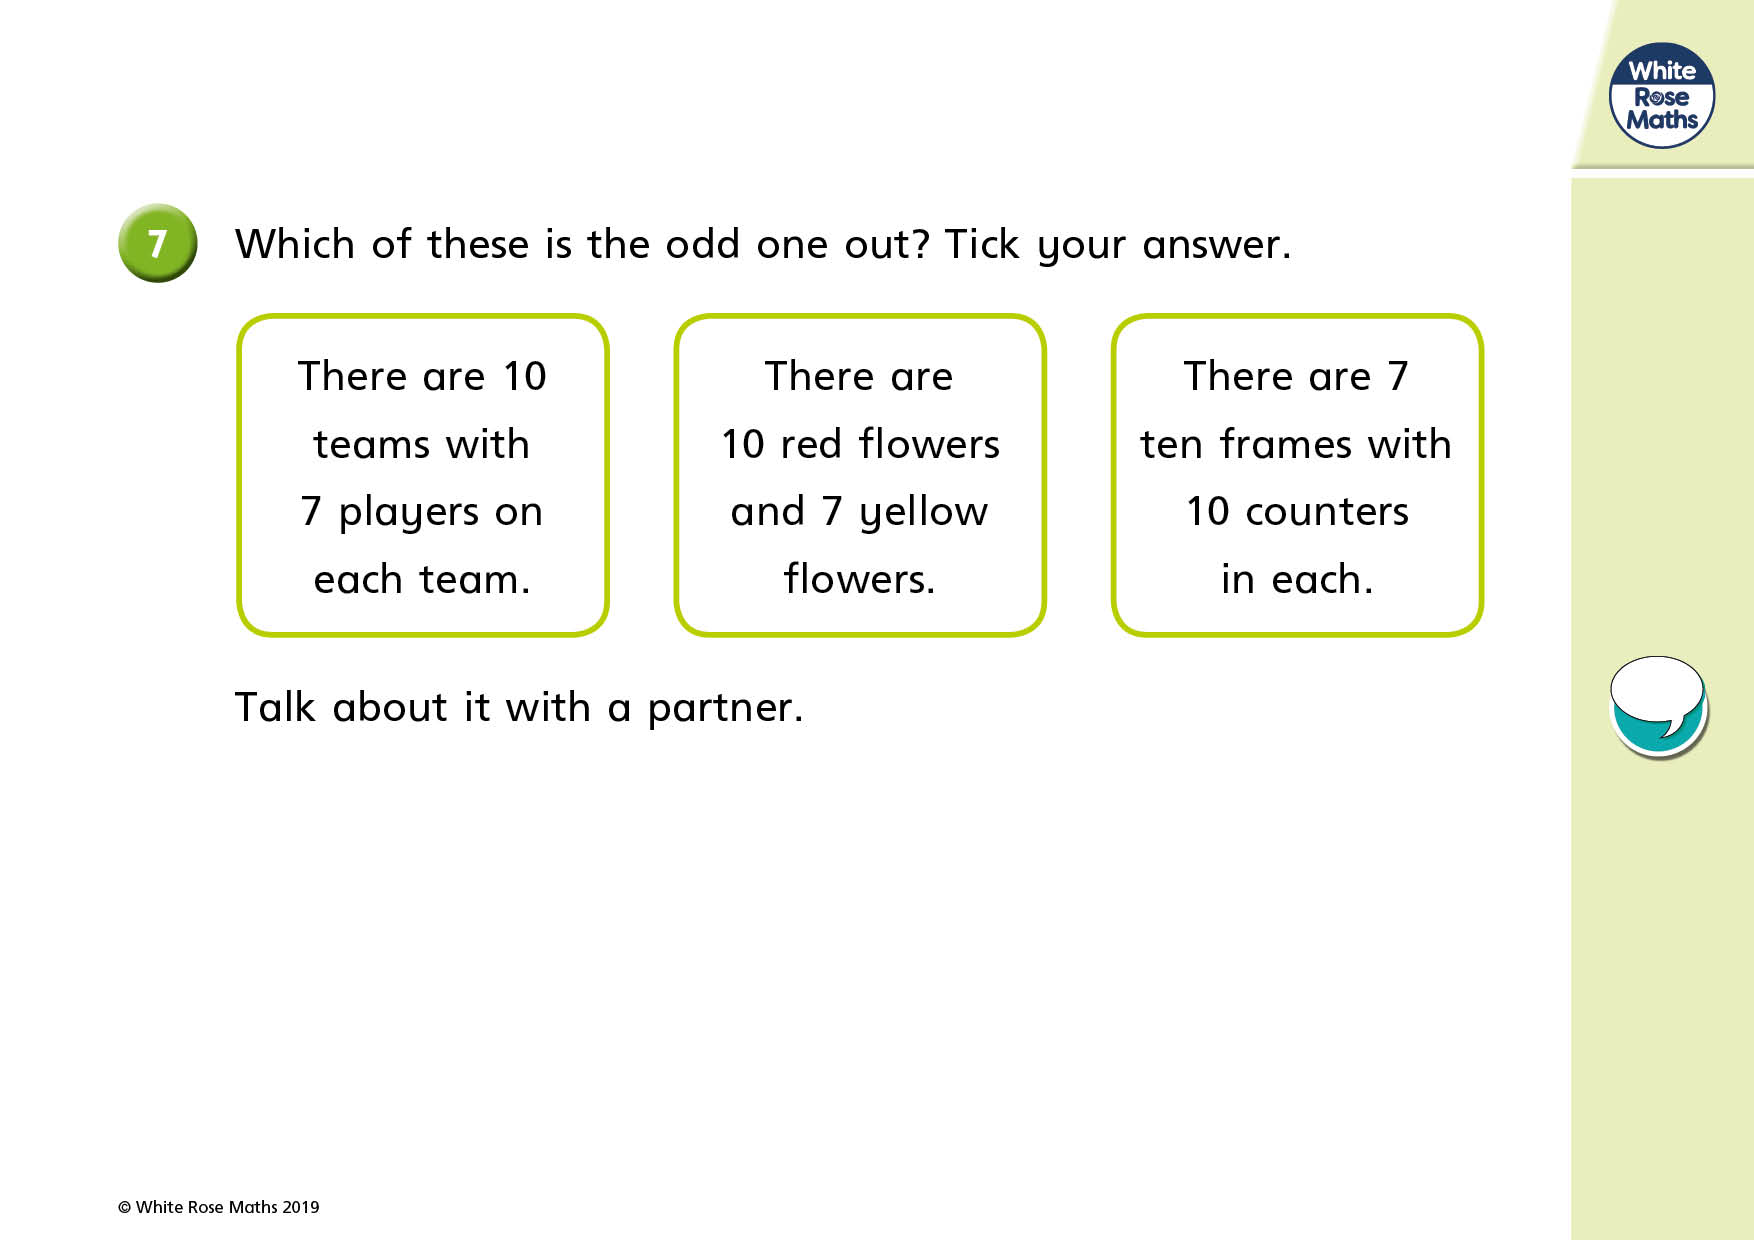 White
Rose
Maths
7
Which of these is the odd one out? Tick your answer.
There are 10
teams with
7 players on
each team.
There are
10 red flowers
and 7 yellow
flowers.
There are 7
ten frames with
10 counters
in each.
Talk about it with a partner.
© White Rose Maths 2019